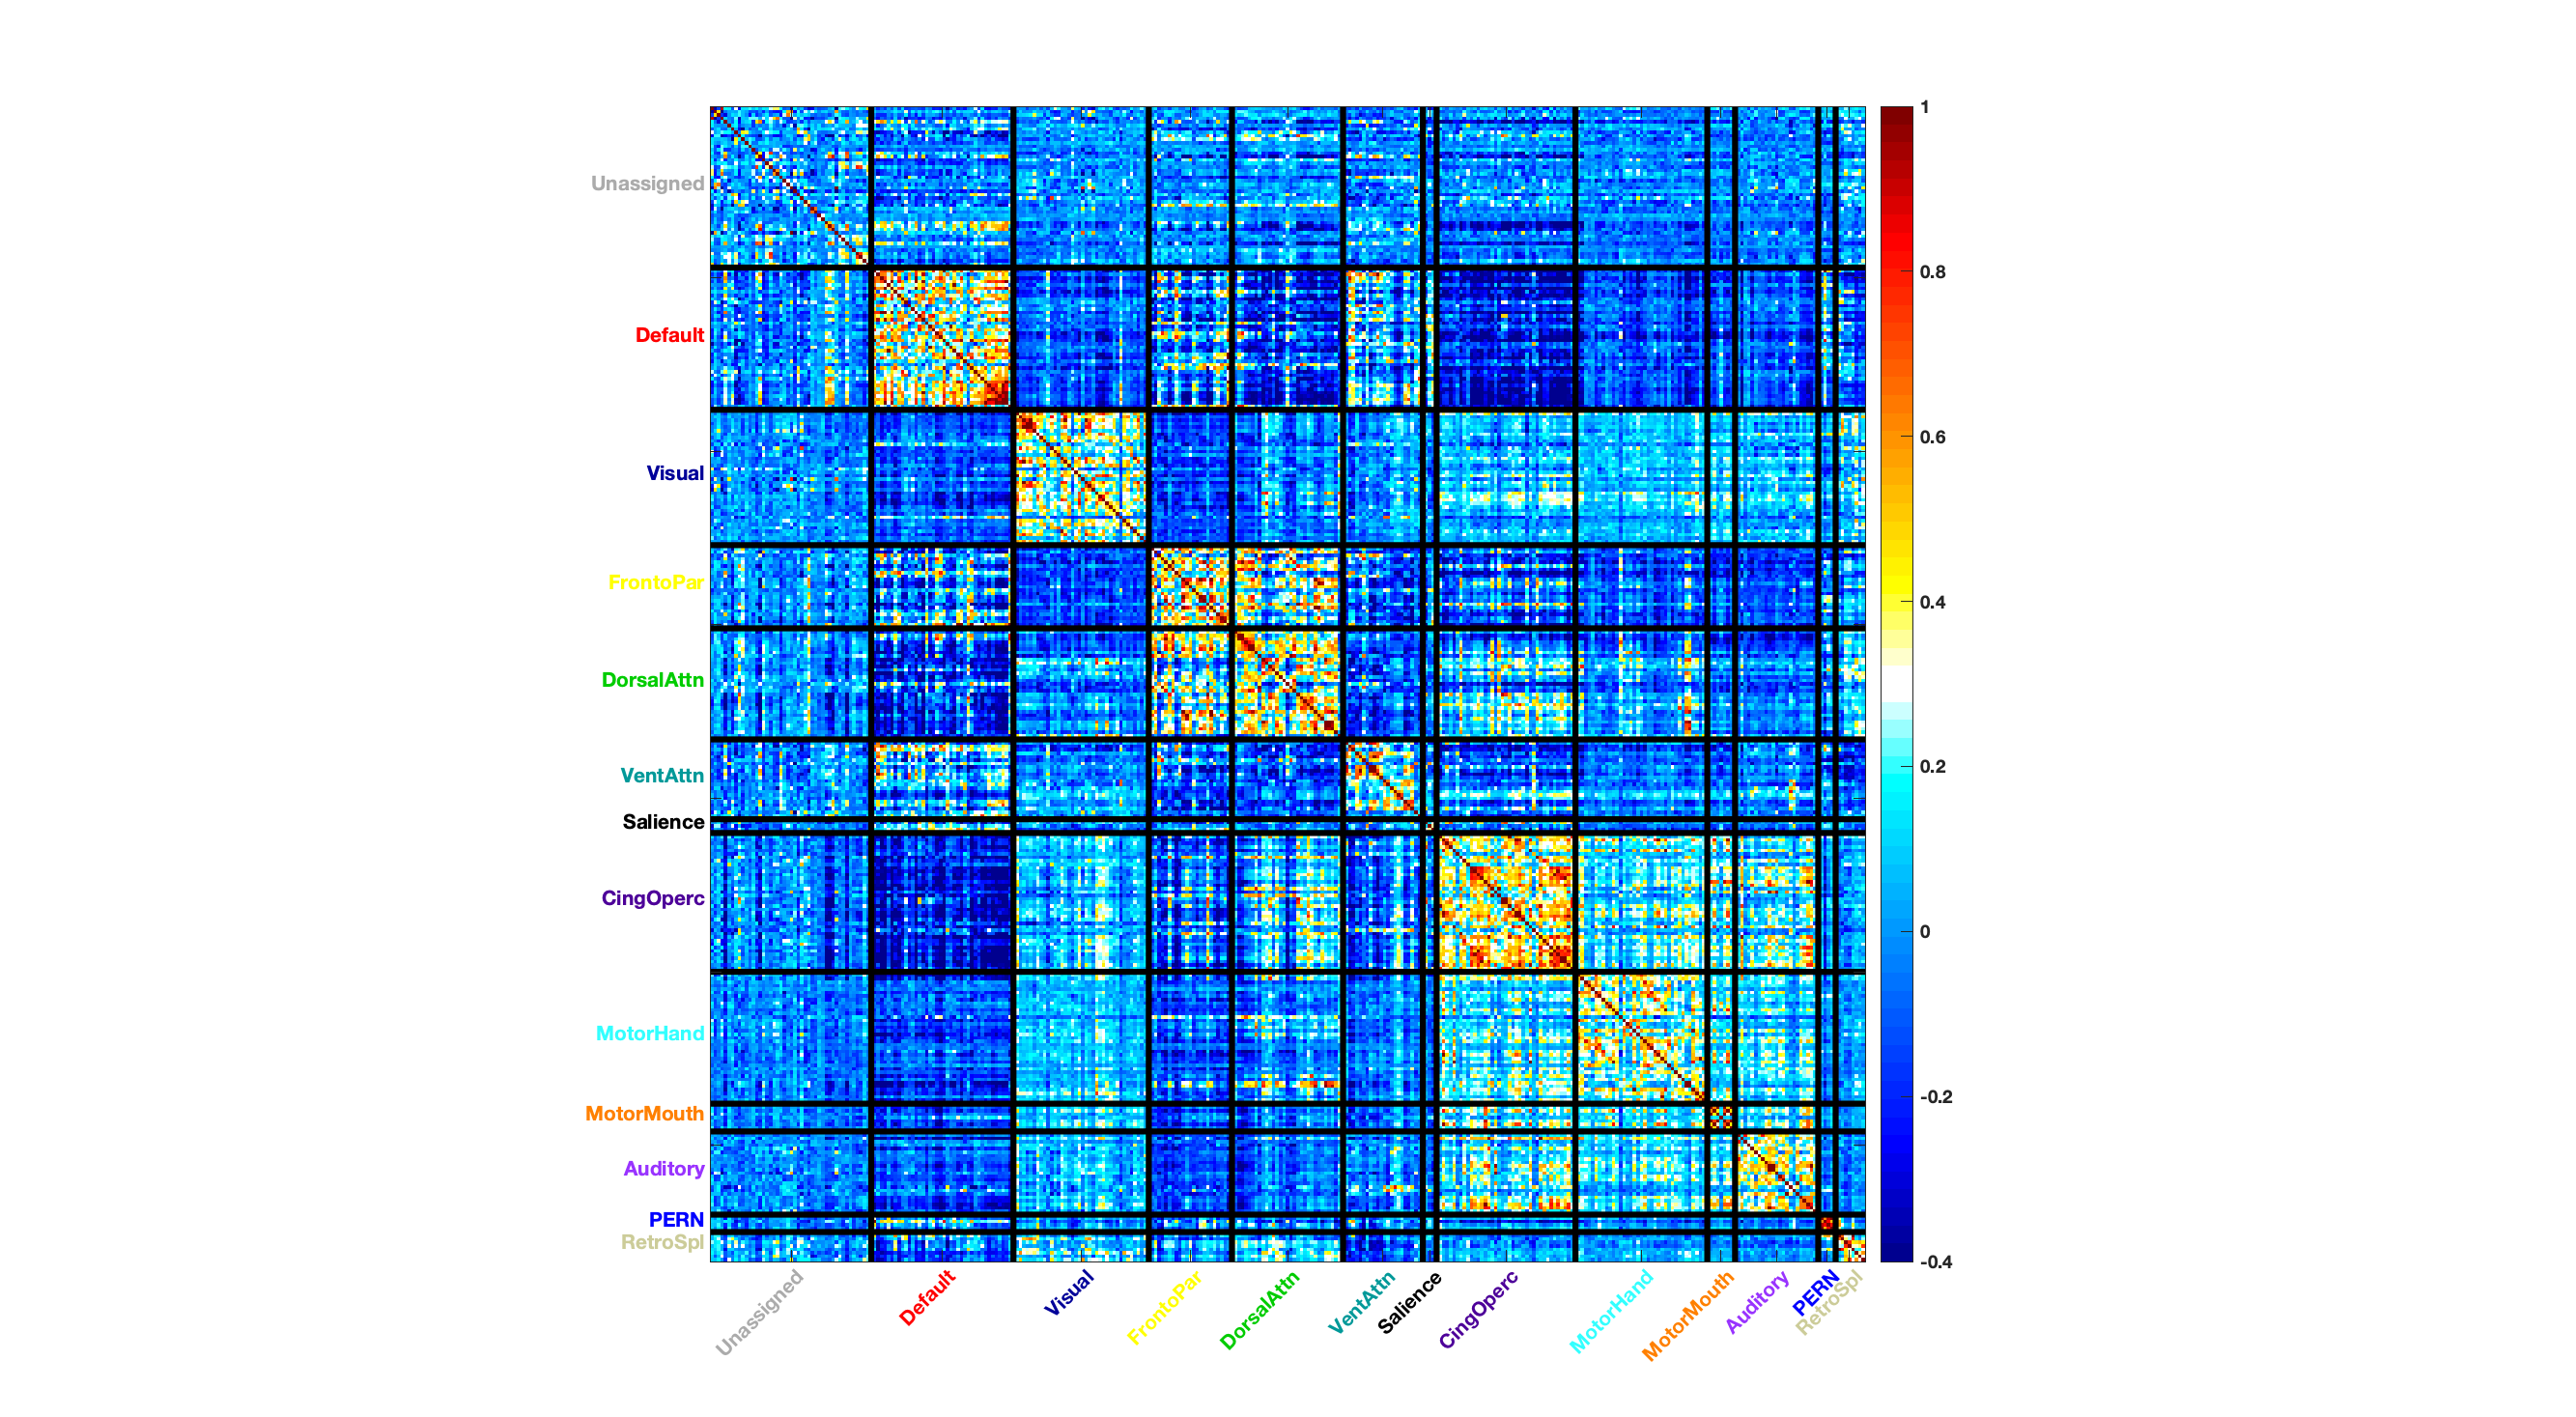 Unassigned
Default
Visual
FrontoPar
DorsalAttn
VentAttn
Salience
CingOperc
MotorHand
MotorMouth
Auditory
PERN
RetroSpl
1
0.8
0.6
0.4
0.2
0
-0.2
-0.4
Unassigned
Default
Visual
FrontoPar
DorsalAttn
VentAttn
Salience
CingOperc
MotorHand
MotorMouth
Auditory
PERN
RetroSpl